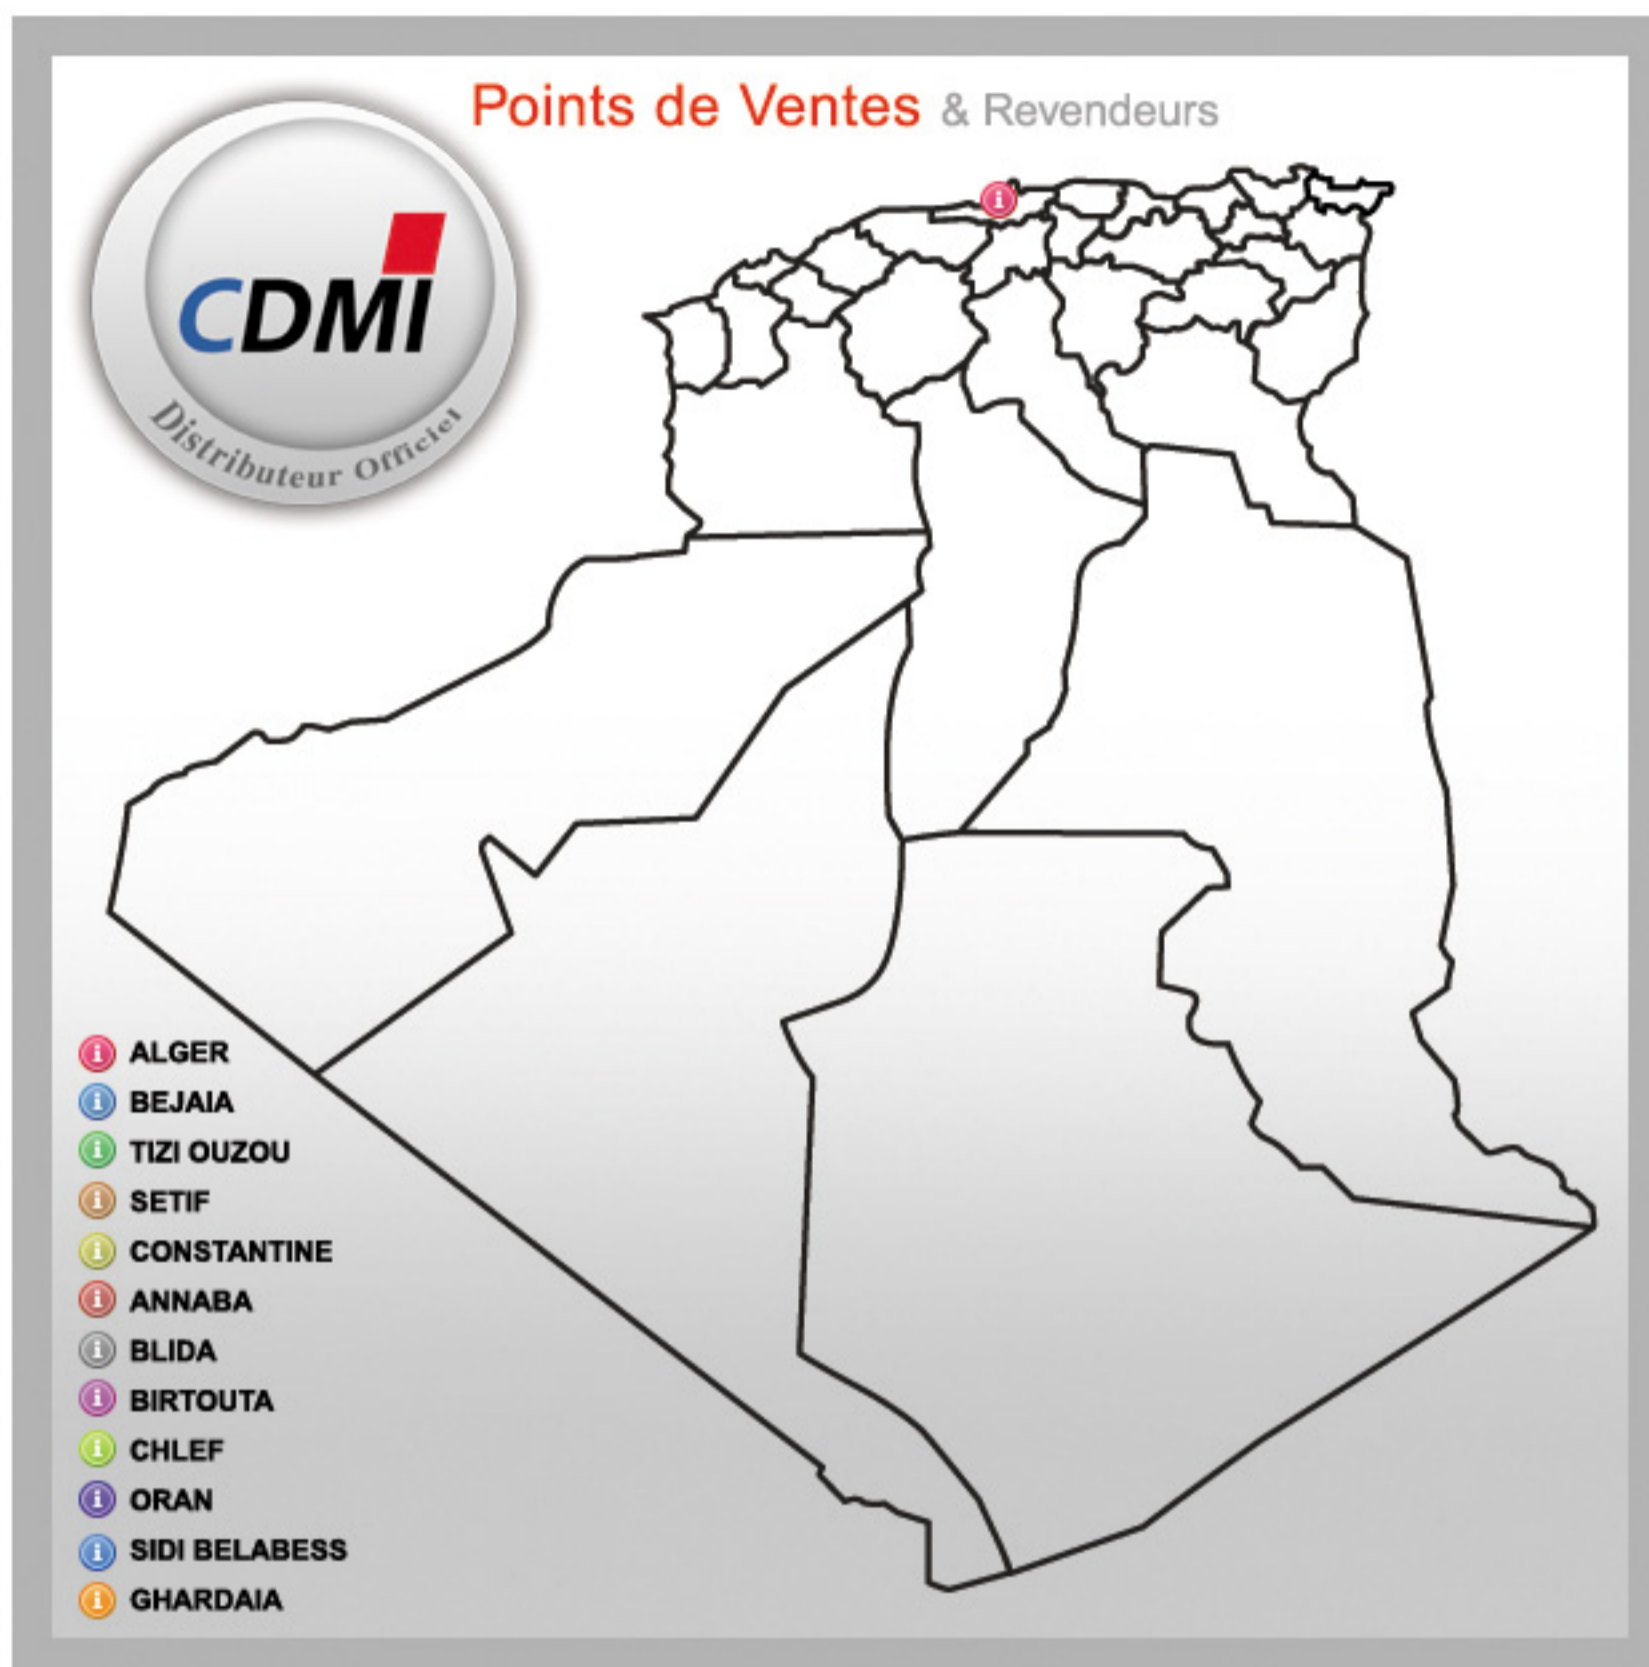 Points de Ventes & Revendeurs
CDMI
Distributeur Officiel
ALGER
BEJAIA
TIZI OUZOU
SETIF
CONSTANTINE
ANNABA
BLIDA
BIRTOUTA
CHLEF
ORAN
SIDI BELABESS
GHARDAIA